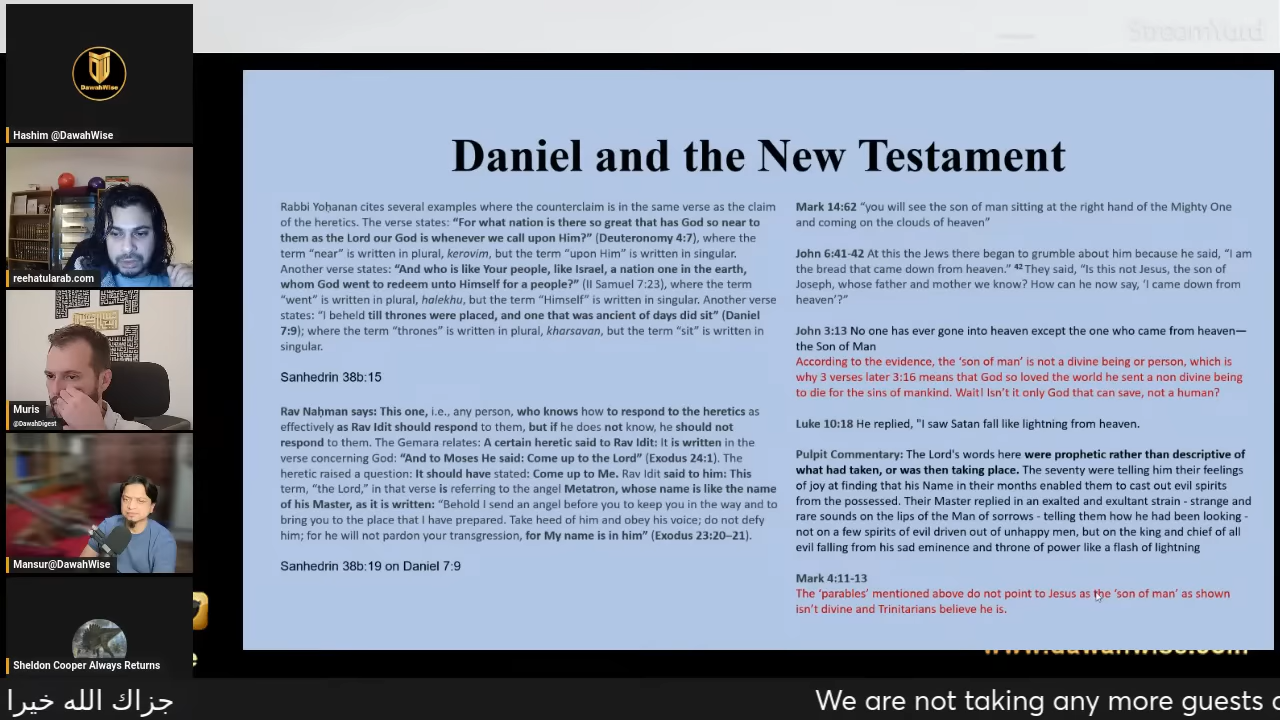 StreamYard
DawahWise
Hashim @DawahWise
reehatularab.com
Muris
@DawahDigest
Mansur@DawahWise
Sheldon Cooper Always Returns
Daniel and the New Testament
Rabbi Yoḥanan cites several examples where the counterclaim is in the same verse as the claim
of the heretics. The verse states: “For what nation is there so great that has God so near to
them as the Lord our God is whenever we call upon Him?” (Deuteronomy 4:7), where the
term “near” is written in plural, kerovim, but the term “upon Him” is written in singular.
Another verse states: “And who is like Your people, like Israel, a nation one in the earth,
whom God went to redeem unto Himself for a people?” (II Samuel 7:23), where the term
“went” is written in plural, halekhu, but the term “Himself” is written in singular. Another verse
states: “I beheld till thrones were placed, and one that was ancient of days did sit” (Daniel
7:9); where the term “thrones” is written in plural, kharsavan, but the term “sit” is written in
singular.
Sanhedrin 38b:15
Rav Naḥman says: This one, i.e., any person, who knows how to respond to the heretics as
effectively as Rav Idit should respond to them, but if he does not know, he should not
respond to them. The Gemara relates: A certain heretic said to Rav Idit: It is written in the
verse concerning God: “And to Moses He said: Come up to the Lord” (Exodus 24:1). The
heretic raised a question: It should have stated: Come up to Me. Rav Idit said to him: This
term, “the Lord,” in that verse is referring to the angel Metatron, whose name is like the name
of his Master, as it is written: “Behold I send an angel before you to keep you in the way and to
bring you to the place that I have prepared. Take heed of him and obey his voice; do not defy
him; for he will not pardon your transgression, for My name is in him” (Exodus 23:20–21).
Sanhedrin 38b:19 on Daniel 7:9
Mark 14:62 “you will see the son of man sitting at the right hand of the Mighty One
and coming on the clouds of heaven”
John 6:41-42 At this the Jews there began to grumble about him because he said, “I am
the bread that came down from heaven.” 42 They said, “Is this not Jesus, the son of
Joseph, whose father and mother we know? How can he now say, ‘I came down from
heaven’?”
John 3:13 No one has ever gone into heaven except the one who came from heaven—
the Son of Man
According to the evidence, the ‘son of man’ is not a divine being or person, which is
why 3 verses later 3:16 means that God so loved the world he sent a non divine being
to die for the sins of mankind. Wait! Isn’t it only God that can save, not a human?
Luke 10:18 He replied, "I saw Satan fall like lightning from heaven.
Pulpit Commentary: The Lord's words here were prophetic rather than descriptive of
what had taken, or was then taking place. The seventy were telling him their feelings
of joy at finding that his Name in their months enabled them to cast out evil spirits
from the possessed. Their Master replied in an exalted and exultant strain - strange and
rare sounds on the lips of the Man of sorrows - telling them how he had been looking -
not on a few spirits of evil driven out of unhappy men, but on the king and chief of all
evil falling from his sad eminence and throne of power like a flash of lightning
Mark 4:11-13
The ‘parables’ mentioned above do not point to Jesus as the ‘son of man’ as shown
isn’t divine and Trinitarians believe he is.
www.dawahwise.com
جزاك الله خيرا
We are not taking any more guests